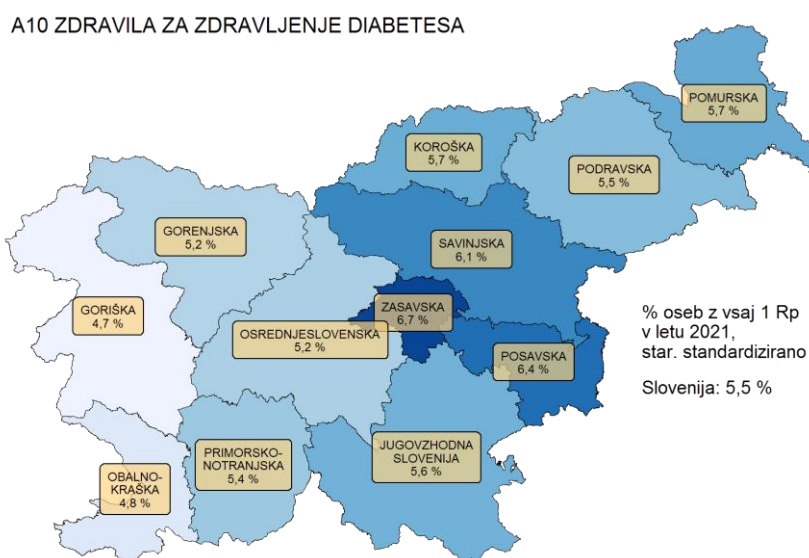 A10 ZDRAVILA ZA ZDRAVLJENJE DIABETESA
POMURSKA
5,7 %
KOROŠKA
5,7 %
PODRAVSKA
5,5 %
GORENJSKA
5,2 %
SAVINJSKA
6,1 %
GORIŠKA
4,7 %
ZASAVSKA
6,7 %
OSREDNJESLOVENSKA
5,2 %
POSAVSKA
6,4 %
% oseb z vsaj 1 Rp
v letu 2021,
star. standardizirano
Slovenija: 5,5 %
PRIMORSKO-
NOTRANJSKA
5,4 %
JUGOVZHODNA
SLOVENIJA
5,6 %
OBALNO-
KRAŠKA
4,8 %